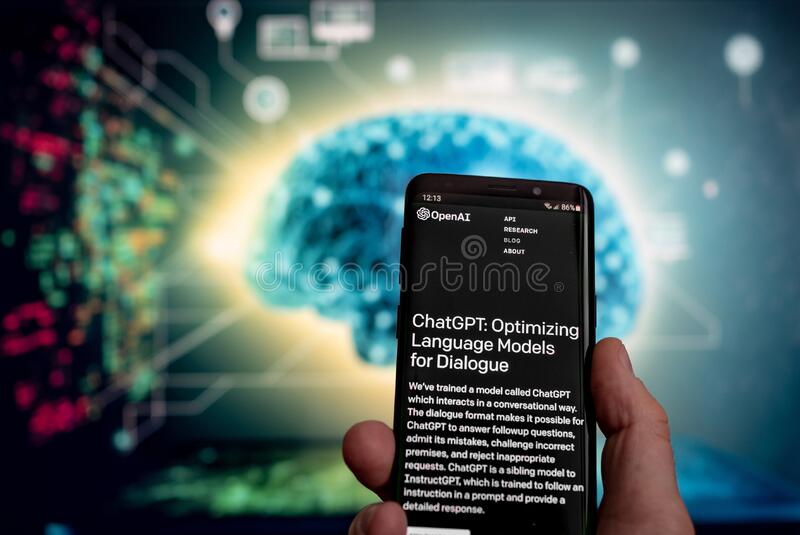 12:13
86%
OpenAI
API
RESEARCH
BLOG
ABOUT
dreamstime
ChatGPT: Optimizing
Language Models
for Dialogue
We've trained a model called ChatGPT
which interacts in a conversational way.
The dialogue format makes it possible for
ChatGPT to answer followup questions,
admit its mistakes, challenge incorrect
premises, and reject inappropriate
requests. ChatGPT is a sibling model to
InstructGPT, which is trained to follow an
instruction in a prompt and provide a
detailed response.